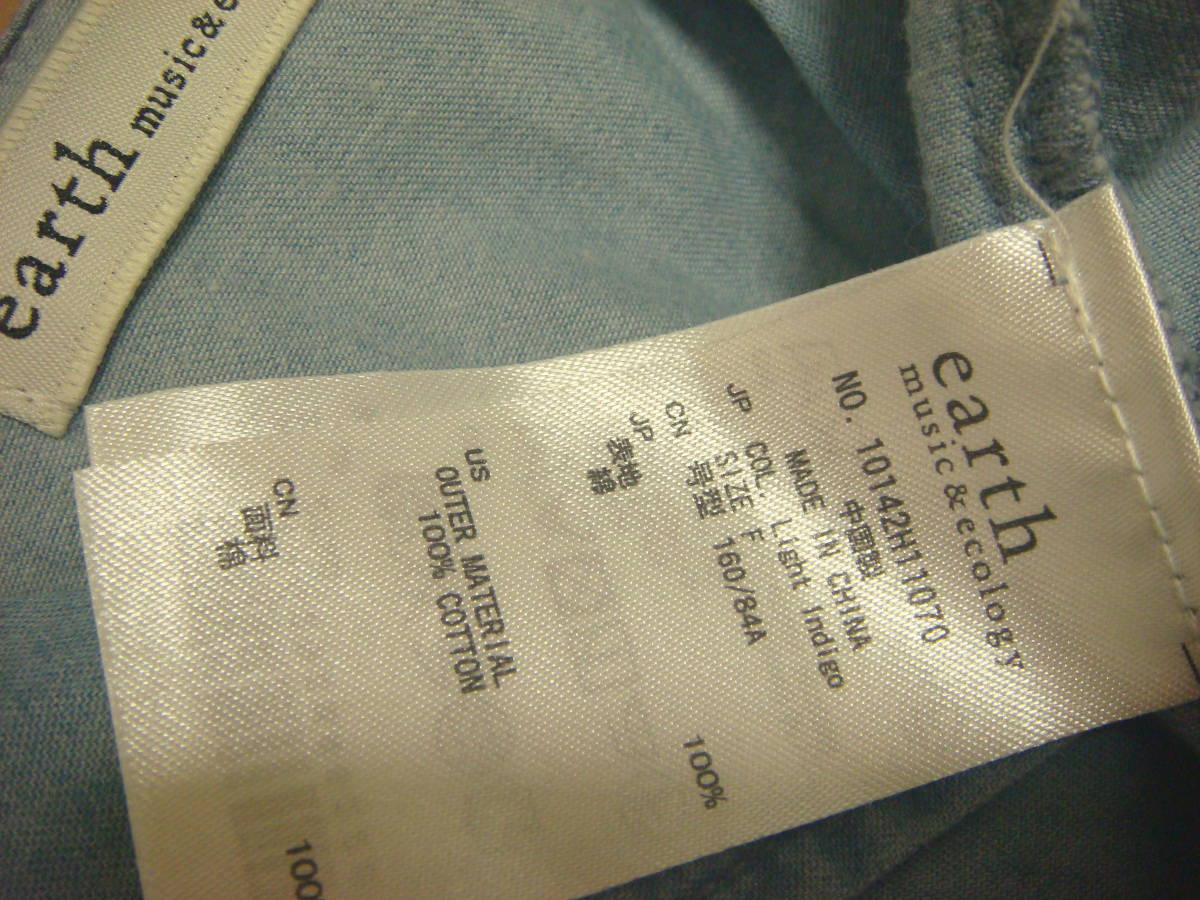 earth music & e
earth
music & ecology
NO. 10142H11070
中国製
MADE IN CHINA
JP COL. Light Indigo
SIZE F
CN 号型 160/84A
JP 表地
綿 100%
US OUTER MATERIAL
100% COTTON
CN 面料
棉 100